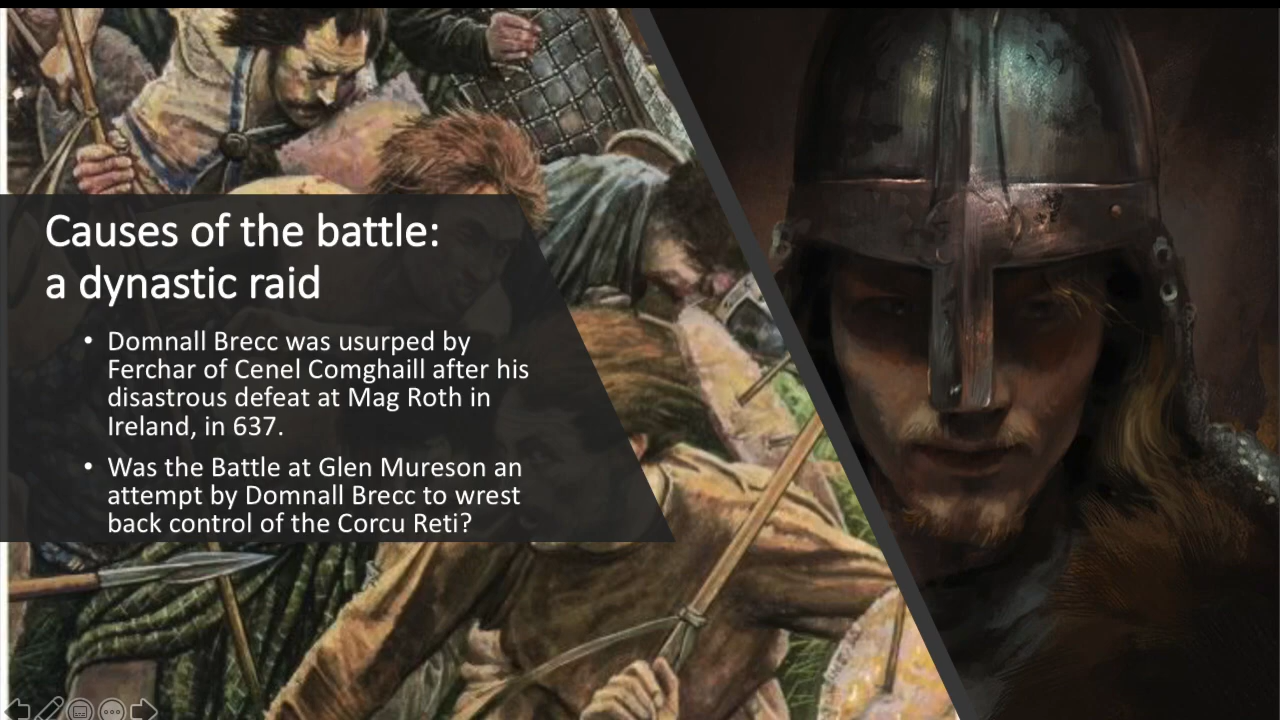 Causes of the battle:
a dynastic raid
• Domnall Brecc was usurped by
Ferchar of Cenel Comghaill after his
disastrous defeat at Mag Roth in
Ireland, in 637.
• Was the Battle at Glen Mureson an
attempt by Domnall Brecc to wrest
back control of the Corcu Reti?